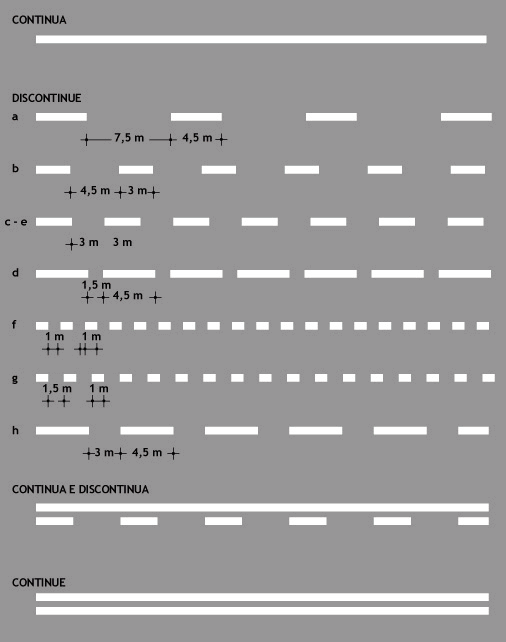 CONTINUA
DISCONTINUE
a
7,5 m 4,5 m
b
4,5 m 3 m
c - e
3 m 3 m
d
1,5 m
4,5 m
f
1 m 1 m
g
1,5 m 1 m
h
3 m 4,5 m
CONTINUA E DISCONTINUA
CONTINUE